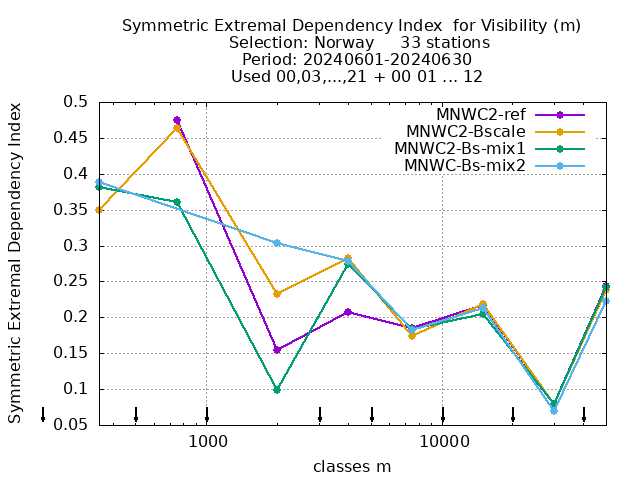 Symmetric Extremal Dependency Index  for Visibility (m)
Selection: Norway     33 stations
Period: 20240601-20240630
Used 00,03,...,21 + 00 01 ... 12
MNWC2-ref
MNWC2-Bscale
MNWC2-Bs-mix1
MNWC-Bs-mix2
Symmetric Extremal Dependency Index
0.5
0.45
0.4
0.35
0.3
0.25
0.2
0.15
0.1
0.05
1000 10000
classes m